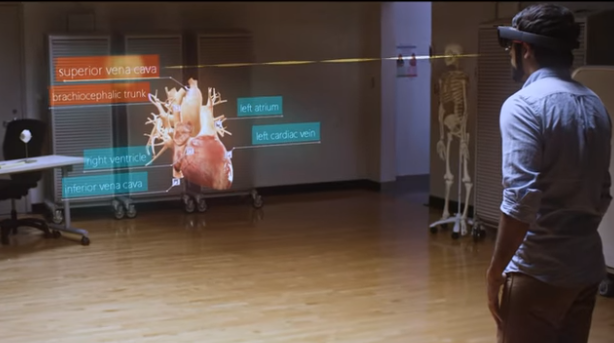 superior vena cava
brachiocephalic trunk
left atrium
left cardiac vein
right ventricle
inferior vena cava